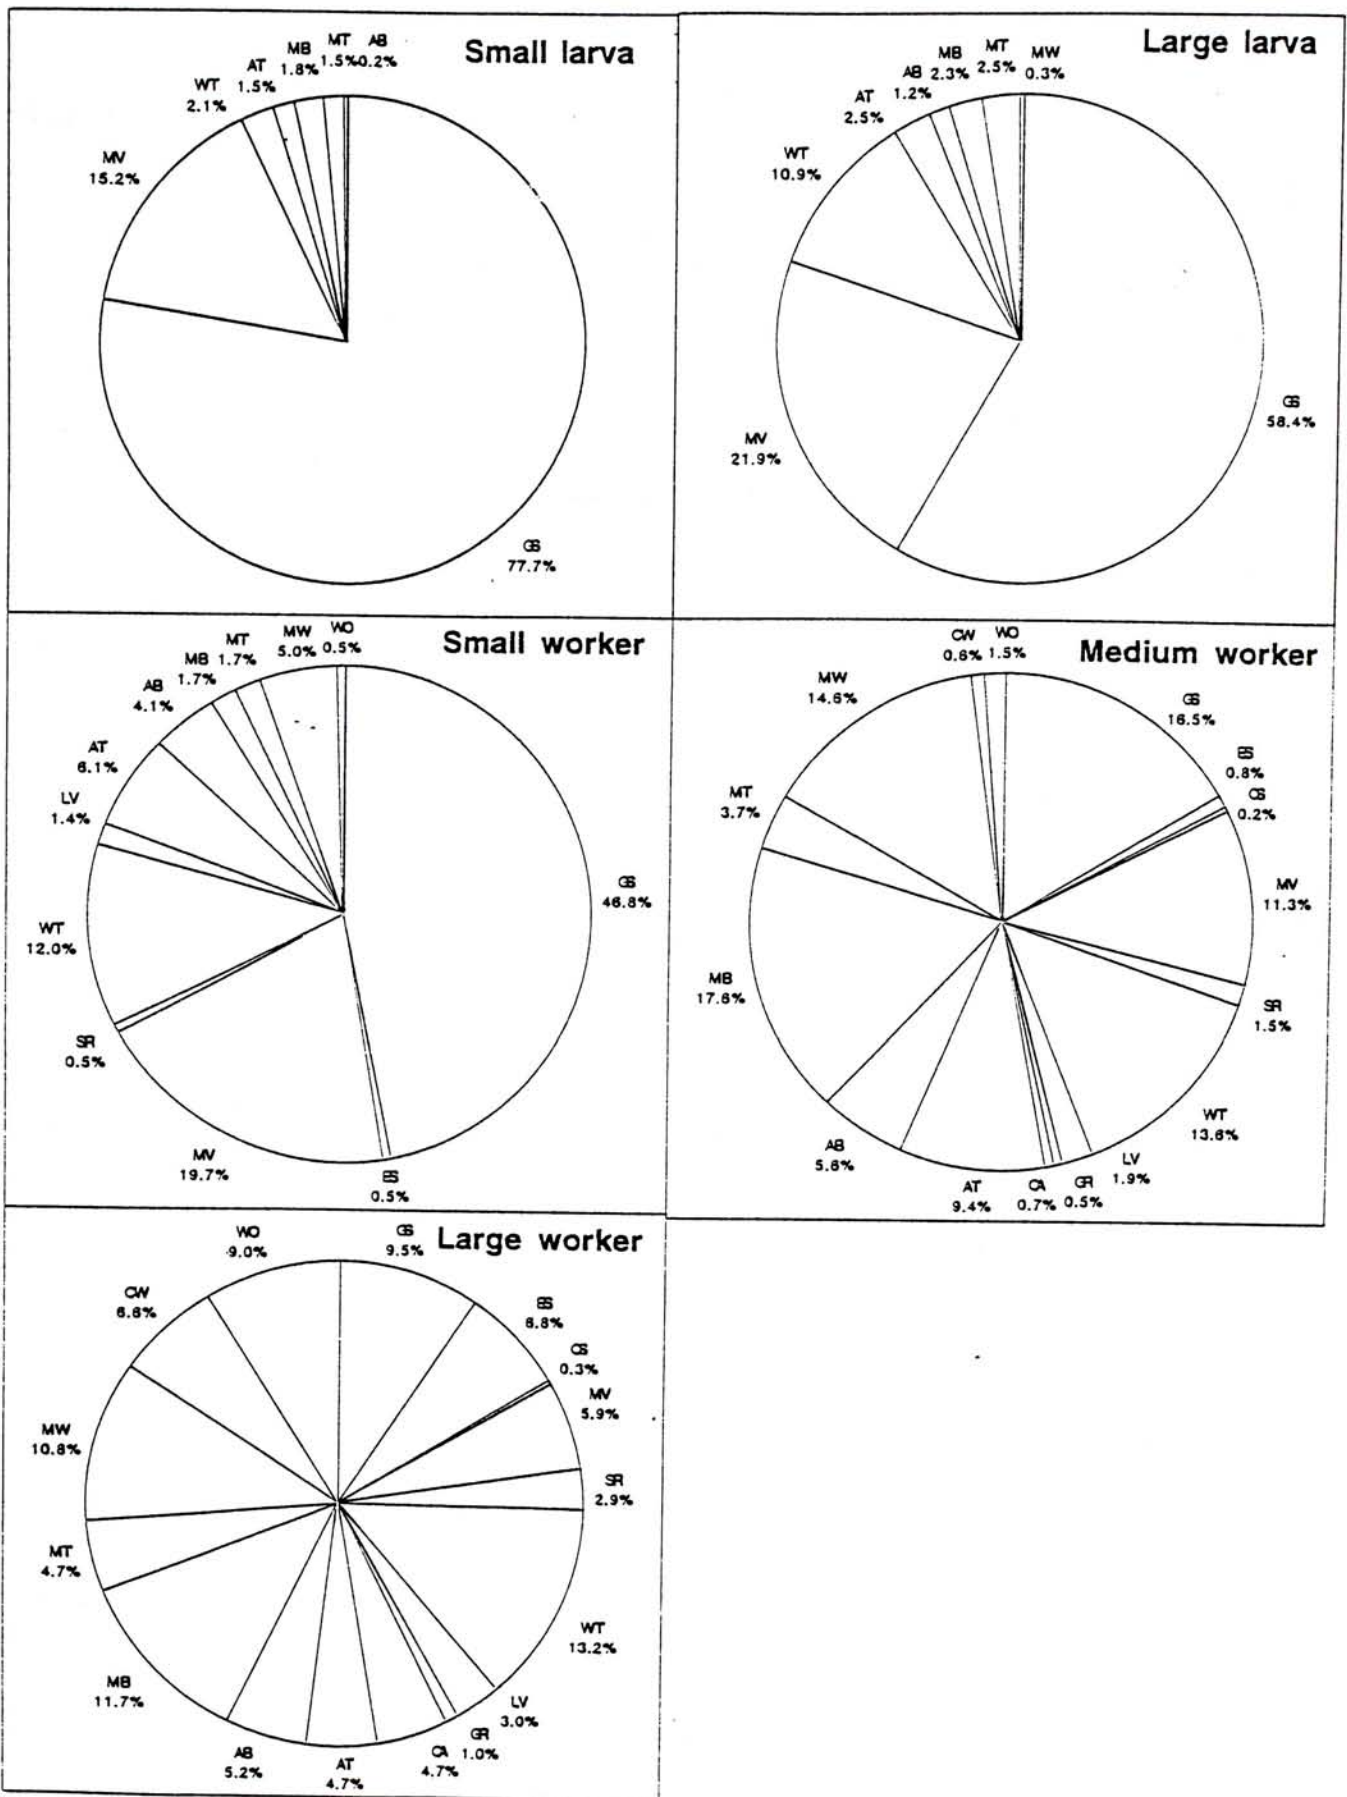 Small larva
MV
15.2%
WT
2.1%
AT
1.5%
MB
1.8%
MT
1.5%
AB
0.2%
GS
77.7%
Large larva
MV
21.9%
WT
10.9%
AT
2.5%
AB
1.2%
MB
2.3%
MT
2.5%
MW
0.3%
GS
58.4%
Small worker
MV
19.7%
SR
0.5%
WT
12.0%
LV
1.4%
AT
6.1%
AB
4.1%
MB
1.7%
MT
1.7%
MW
5.0%
WO
0.5%
GS
46.8%
ES
0.5%
Medium worker
CW
0.6%
WO
1.5%
MW
14.6%
MT
3.7%
MB
17.6%
AB
5.8%
AT
9.4%
CA
0.7%
GR
0.5%
LV
1.9%
WT
13.6%
SR
1.5%
MV
11.3%
CS
0.2%
ES
0.8%
GS
16.5%
Large worker
WO
9.0%
GS
9.5%
ES
6.8%
CS
0.3%
MV
5.9%
SR
2.9%
WT
13.2%
LV
3.0%
GR
1.0%
CA
4.7%
AT
4.7%
AB
5.2%
MB
11.7%
MT
4.7%
MW
10.8%
CW
6.6%